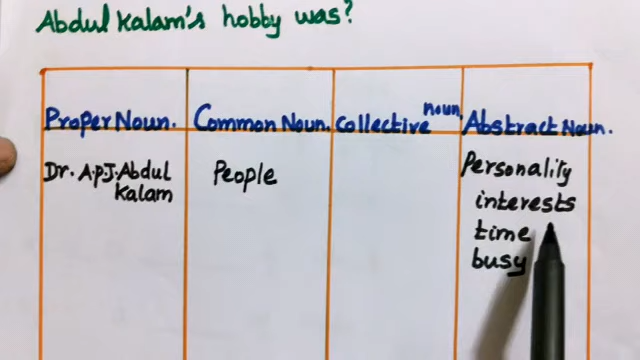 Abdul Kalam's hobby was?
Proper Noun. Common Noun. Collective noun. Abstract Noun.
Dr. A.P.J. Abdul Kalam
People
Personality
interests
time
busy